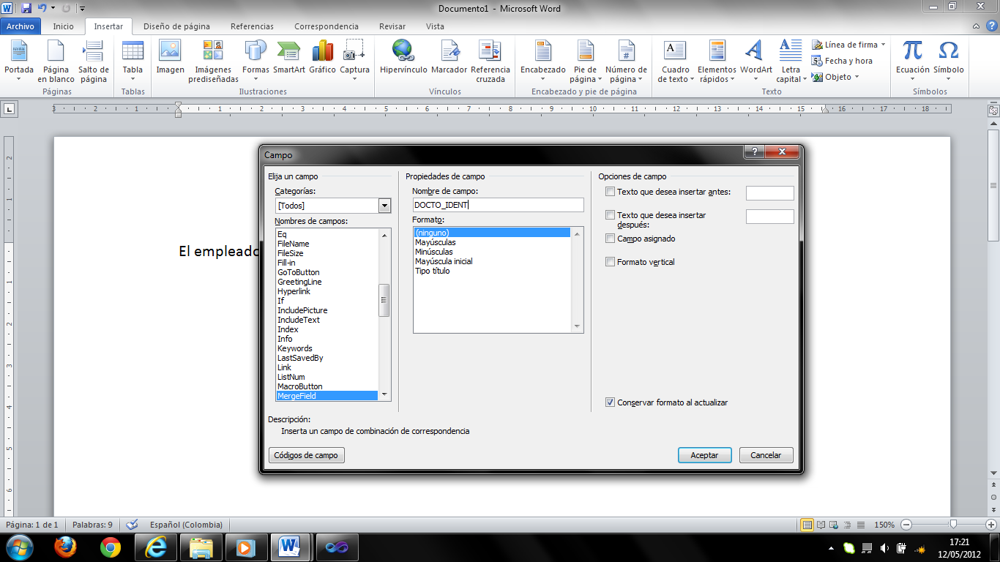 Documento1 - Microsoft Word
Archivo Inicio Insertar Diseño de página Referencias Correspondencia Revisar Vista
Portada Página en blanco Salto de página Tabla Imagen Imágenes prediseñadas Formas SmartArt Gráfico Captura Hipervínculo Marcador Referencia cruzada Encabezado Pie de página Número de página Cuadro de texto Elementos rápidos WordArt Letra capital Línea de firma Fecha y hora Objeto Ecuación Símbolo
Páginas Tablas Ilustraciones Vínculos Encabezado y pie de página Texto Símbolos
3 2 1 1 2 3 4 5 6 7 8 9 10 11 12 13 14 15 16 17 18
El empleado
Campo
Elija un campo
Categorías:
[Todos]
Nombres de campos:
Eq
FileName
FileSize
Fill-in
GoToButton
GreetingLine
Hyperlink
If
IncludePicture
IncludeText
Index
Info
Keywords
LastSavedBy
Link
ListNum
MacroButton
MergeField
Propiedades de campo
Nombre de campo:
DOCTO_IDENT
Formato:
(ninguno)
Mayúsculas
Minúsculas
Mayúscula inicial
Tipo título
Opciones de campo
Texto que desea insertar antes:
Texto que desea insertar
después:
Campo asignado
Formato vertical
Conservar formato al actualizar
Descripción:
Inserta un campo de combinación de correspondencia
Códigos de campo Aceptar Cancelar
2
1
1
2
3
4
5
6
Página: 1 de 1 Palabras: 9 Español (Colombia) 150%
17:21
12/05/2012